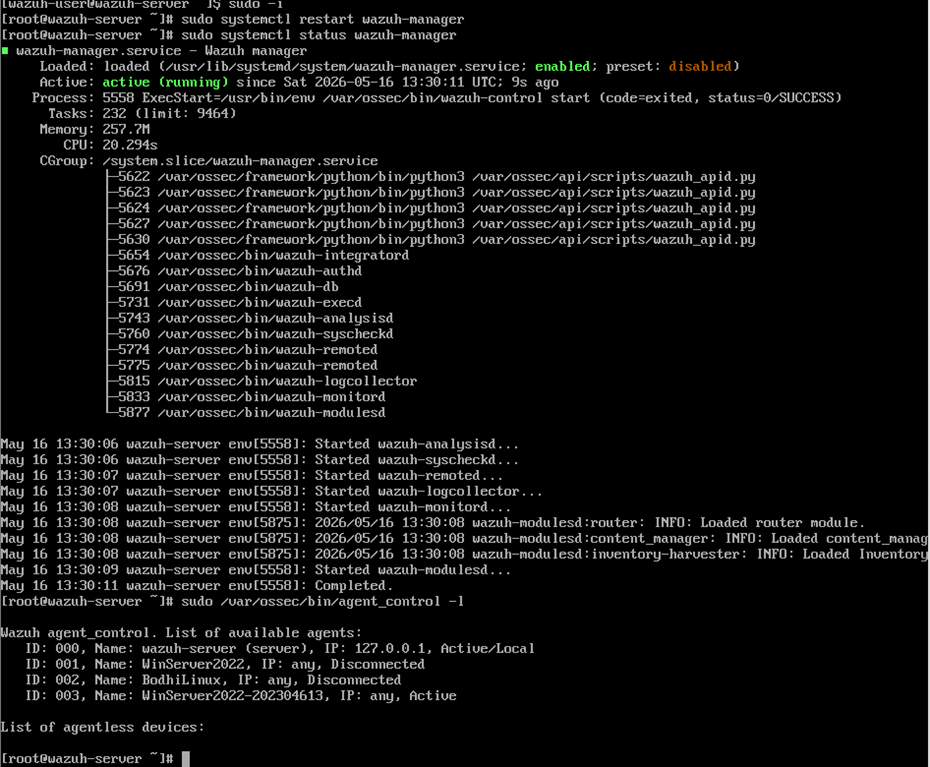 [wazuh-user@wazuh-server ~]$ sudo -i
[root@wazuh-server ~]# sudo systemctl restart wazuh-manager
[root@wazuh-server ~]# sudo systemctl status wazuh-manager
■ wazuh-manager.service - Wazuh manager
Loaded: loaded (/usr/lib/systemd/system/wazuh-manager.service; enabled; preset: disabled)
Active: active (running) since Sat 2026-05-16 13:30:11 UTC; 9s ago
Process: 5558 ExecStart=/usr/bin/env /var/ossec/bin/wazuh-control start (code=exited, status=0/SUCCESS)
Tasks: 232 (limit: 9464)
Memory: 257.7M
CPU: 20.294s
CGroup: /system.slice/wazuh-manager.service
├─5622 /var/ossec/framework/python/bin/python3 /var/ossec/api/scripts/wazuh_apid.py
├─5623 /var/ossec/framework/python/bin/python3 /var/ossec/api/scripts/wazuh_apid.py
├─5624 /var/ossec/framework/python/bin/python3 /var/ossec/api/scripts/wazuh_apid.py
├─5627 /var/ossec/framework/python/bin/python3 /var/ossec/api/scripts/wazuh_apid.py
├─5630 /var/ossec/framework/python/bin/python3 /var/ossec/api/scripts/wazuh_apid.py
├─5654 /var/ossec/bin/wazuh-integratord
├─5676 /var/ossec/bin/wazuh-authd
├─5691 /var/ossec/bin/wazuh-db
├─5731 /var/ossec/bin/wazuh-execd
├─5743 /var/ossec/bin/wazuh-analysisd
├─5760 /var/ossec/bin/wazuh-syscheckd
├─5774 /var/ossec/bin/wazuh-remoted
├─5775 /var/ossec/bin/wazuh-remoted
├─5815 /var/ossec/bin/wazuh-logcollector
├─5833 /var/ossec/bin/wazuh-monitord
└─5877 /var/ossec/bin/wazuh-modulesd
May 16 13:30:06 wazuh-server env[5558]: Started wazuh-analysisd...
May 16 13:30:06 wazuh-server env[5558]: Started wazuh-syscheckd...
May 16 13:30:07 wazuh-server env[5558]: Started wazuh-remoted...
May 16 13:30:07 wazuh-server env[5558]: Started wazuh-logcollector...
May 16 13:30:08 wazuh-server env[5558]: Started wazuh-monitord...
May 16 13:30:08 wazuh-server env[5875]: 2026/05/16 13:30:08 wazuh-modulesd:router: INFO: Loaded router module.
May 16 13:30:08 wazuh-server env[5875]: 2026/05/16 13:30:08 wazuh-modulesd:content_manager: INFO: Loaded content_manag
May 16 13:30:08 wazuh-server env[5875]: 2026/05/16 13:30:08 wazuh-modulesd:inventory-harvester: INFO: Loaded Inventory
May 16 13:30:09 wazuh-server env[5558]: Started wazuh-modulesd...
May 16 13:30:11 wazuh-server env[5558]: Completed.
[root@wazuh-server ~]# sudo /var/ossec/bin/agent_control -l
Wazuh agent_control. List of available agents:
ID: 000, Name: wazuh-server (server), IP: 127.0.0.1, Active/Local
ID: 001, Name: WinServer2022, IP: any, Disconnected
ID: 002, Name: BodhiLinux, IP: any, Disconnected
ID: 003, Name: WinServer2022-202304613, IP: any, Active
List of agentless devices:
[root@wazuh-server ~]#